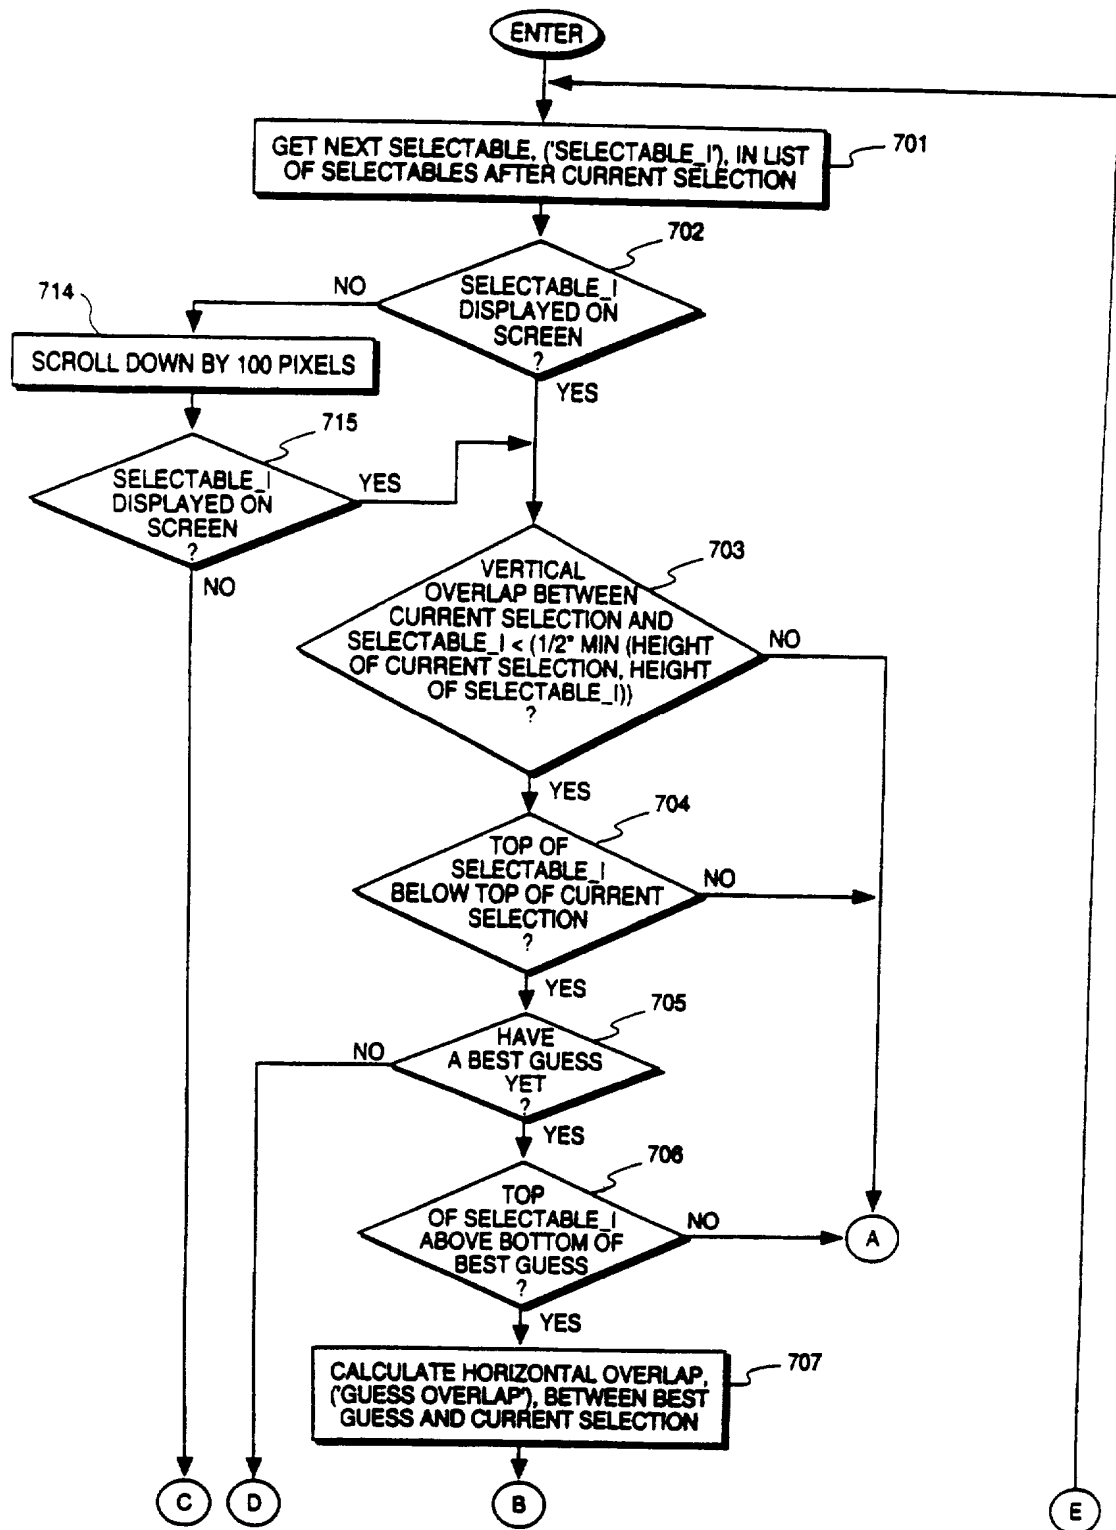 ENTER
GET NEXT SELECTABLE, ('SELECTABLE_I'), IN LIST
OF SELECTABLES AFTER CURRENT SELECTION
701
702
SELECTABLE_I
DISPLAYED ON
SCREEN
?
NO
YES
714
SCROLL DOWN BY 100 PIXELS
715
SELECTABLE_I
DISPLAYED ON
SCREEN
?
YES
NO
703
VERTICAL
OVERLAP BETWEEN
CURRENT SELECTION AND
SELECTABLE_I < (1/2* MIN (HEIGHT
OF CURRENT SELECTION, HEIGHT
OF SELECTABLE_I))
?
NO
YES
704
TOP OF
SELECTABLE_I
BELOW TOP OF CURRENT
SELECTION
?
NO
YES
705
HAVE
A BEST GUESS
YET
?
NO
YES
706
TOP
OF SELECTABLE_I
ABOVE BOTTOM OF
BEST GUESS
?
NO
A
YES
707
CALCULATE HORIZONTAL OVERLAP,
('GUESS OVERLAP'), BETWEEN BEST
GUESS AND CURRENT SELECTION
C
D
B
E